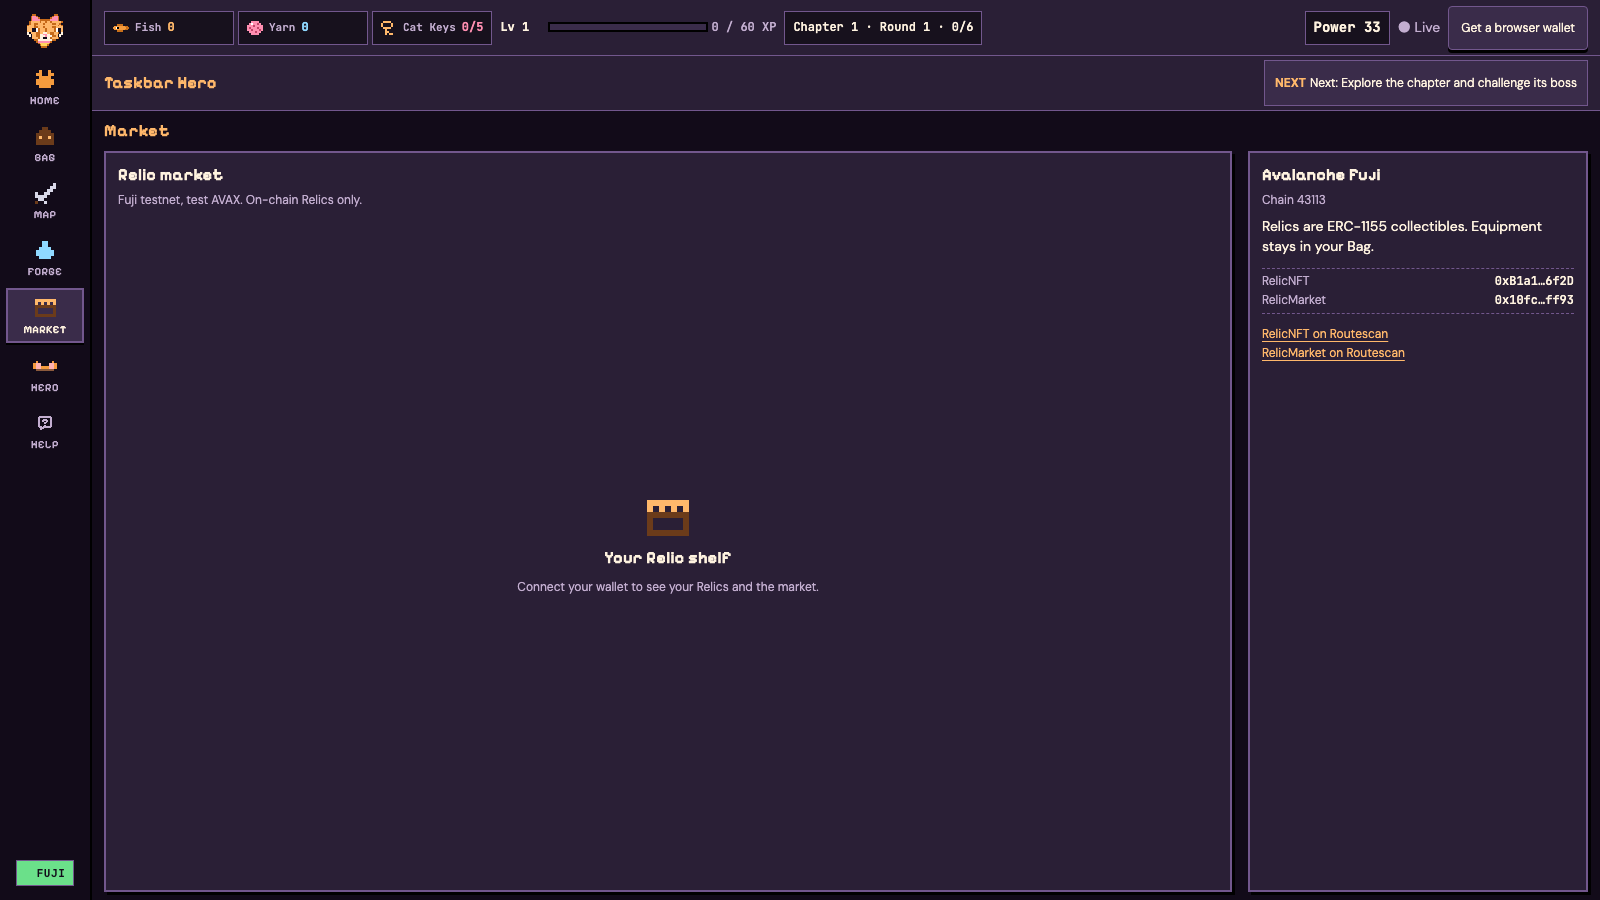 Fish 0
Yarn 0
Cat Keys 0/5
Lv 1
0 / 60 XP
Chapter 1 · Round 1 · 0/6
Power 33
Live
Get a browser wallet
HOME
BAG
MAP
FORGE
MARKET
HERO
HELP
FUJI
Taskbar Hero
NEXT Next: Explore the chapter and challenge its boss
Market
Relic market
Fuji testnet, test AVAX. On-chain Relics only.
Your Relic shelf
Connect your wallet to see your Relics and the market.
Avalanche Fuji
Chain 43113
Relics are ERC-1155 collectibles. Equipment
stays in your Bag.
RelicNFT 0xB1a1…6f2D
RelicMarket 0x10fc…ff93
RelicNFT on Routescan
RelicMarket on Routescan